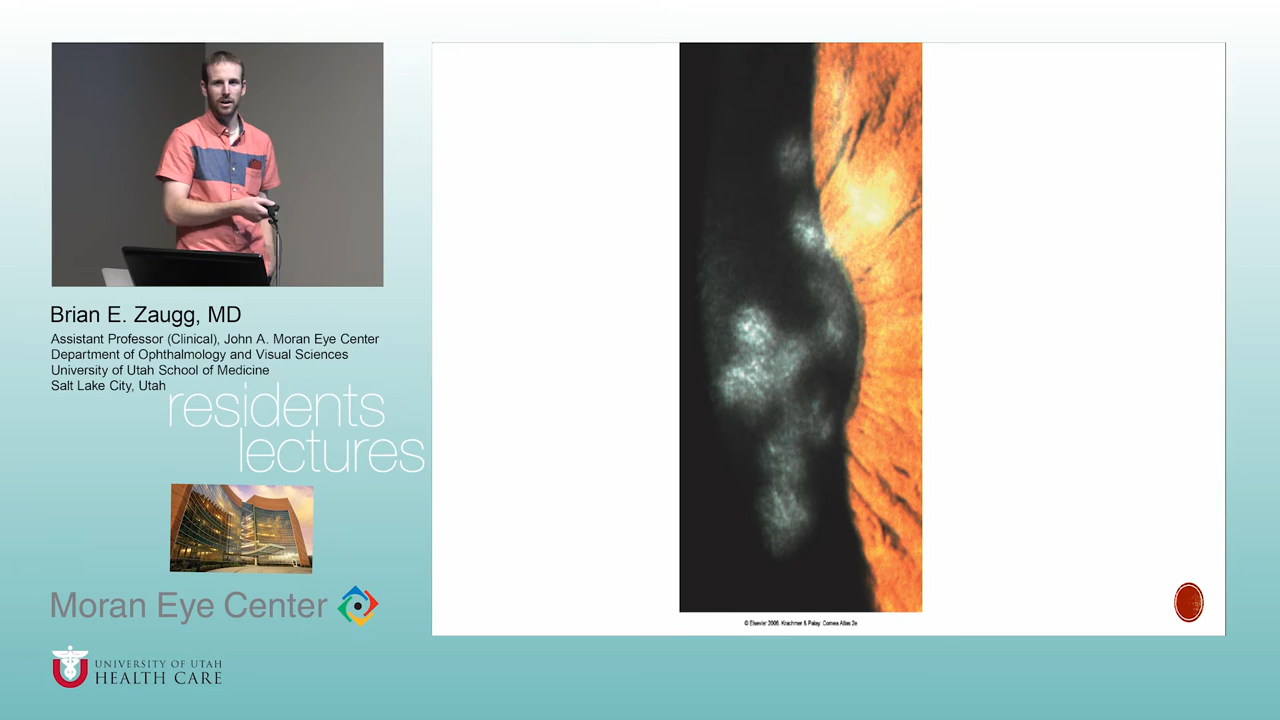 Brian E. Zaugg, MD
Assistant Professor (Clinical), John A. Moran Eye Center
Department of Ophthalmology and Visual Sciences
University of Utah School of Medicine
Salt Lake City, Utah
residents
lectures
Moran Eye Center
UNIVERSITY OF UTAH
HEALTH CARE
© Elsevier 2006. Krachmer & Palay: Cornea Atlas 2e